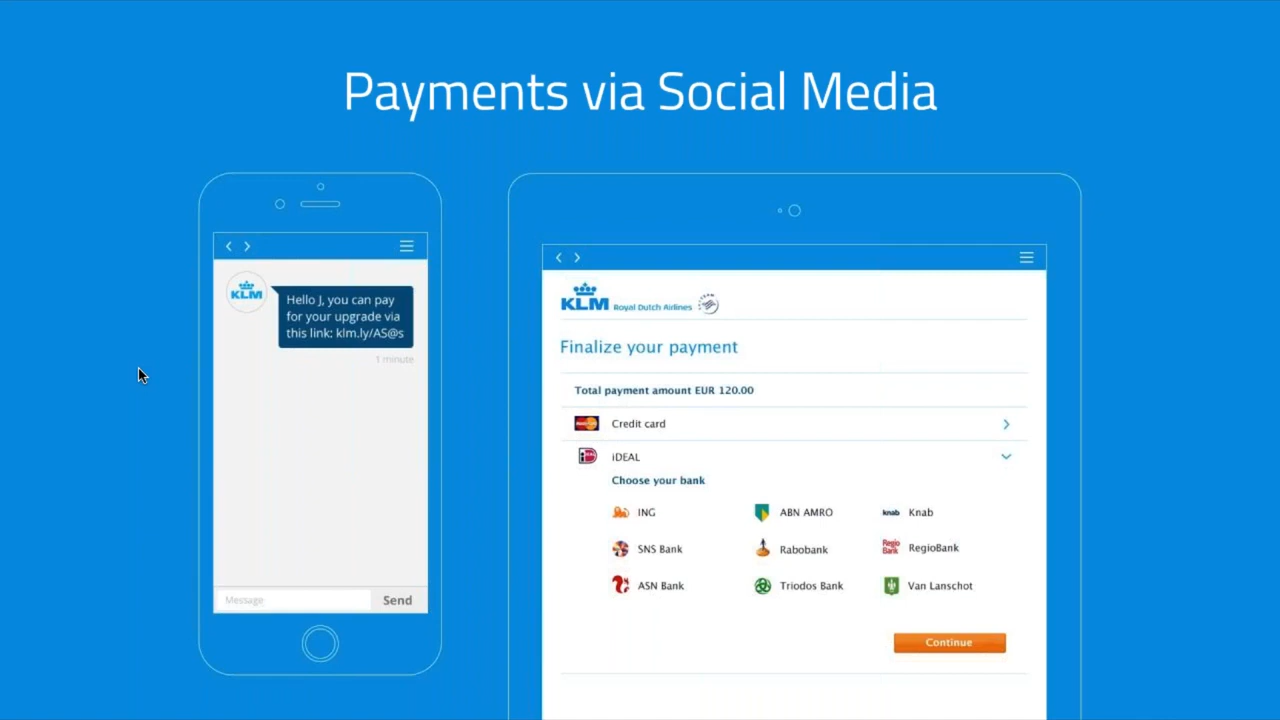 Payments via Social Media
KLM
Hello J, you can pay
for your upgrade via
this link: klm.ly/AS@s
1 minute
Message
Send
KLM Royal Dutch Airlines
Finalize your payment
Total payment amount EUR 120.00
Credit card
iDEAL
Choose your bank
ING
ABN AMRO
knab Knab
SNS Bank
Rabobank
Regio Bank RegioBank
ASN Bank
Triodos Bank
Van Lanschot
Continue